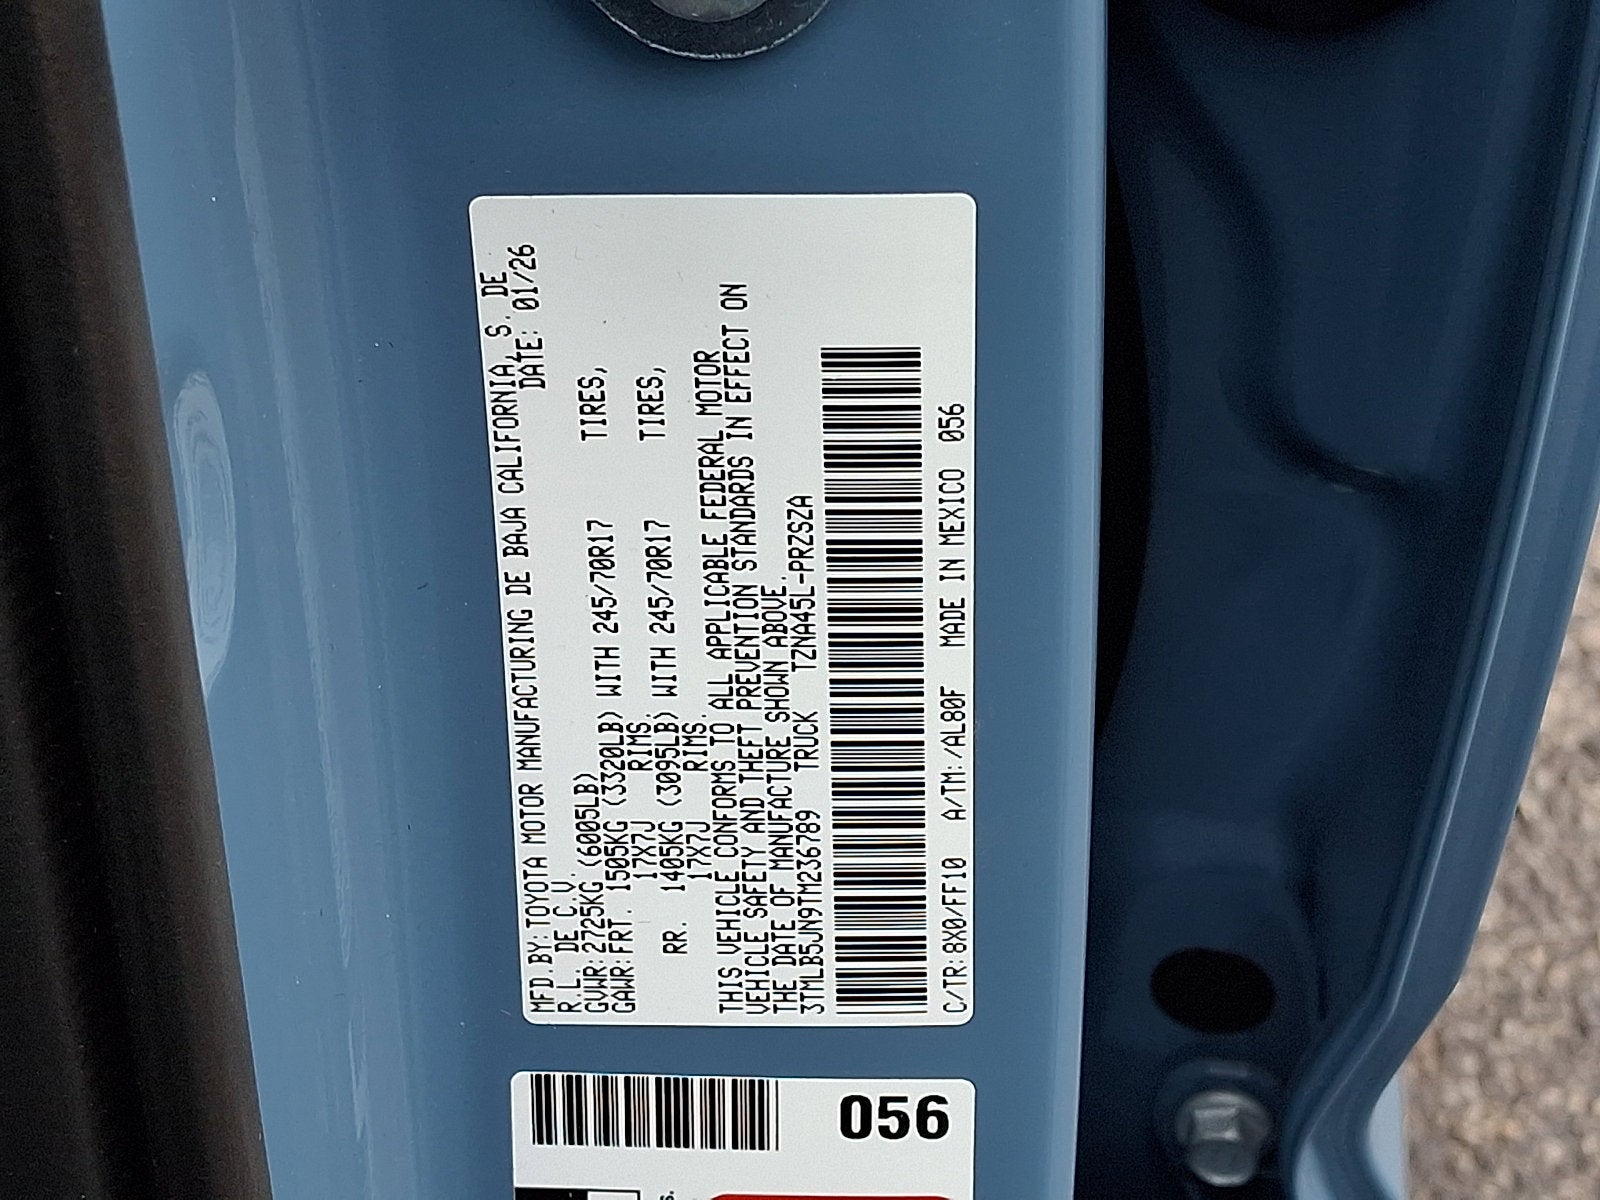 MFD.BY: TOYOTA MOTOR MANUFACTURING DE BAJA CALIFORNIA, S. DE
R.L. DE C.V. DATE: 01/26
GVWR: 2725KG (6005LB)
GAWR: FRT. 1505KG (3320LB) WITH 245/70R17 TIRES,
17X7J RIMS.
RR. 1405KG (3095LB) WITH 245/70R17 TIRES,
17X7J RIMS.
THIS VEHICLE CONFORMS TO ALL APPLICABLE FEDERAL MOTOR
VEHICLE SAFETY AND THEFT PREVENTION STANDARDS IN EFFECT ON
THE DATE OF MANUFACTURE SHOWN ABOVE.
3TMLB5JN9TM236789 TRUCK TZNA45L-PRZSZA
C/TR: 8X0/FF10 A/TM: /AL80F MADE IN MEXICO 056
056